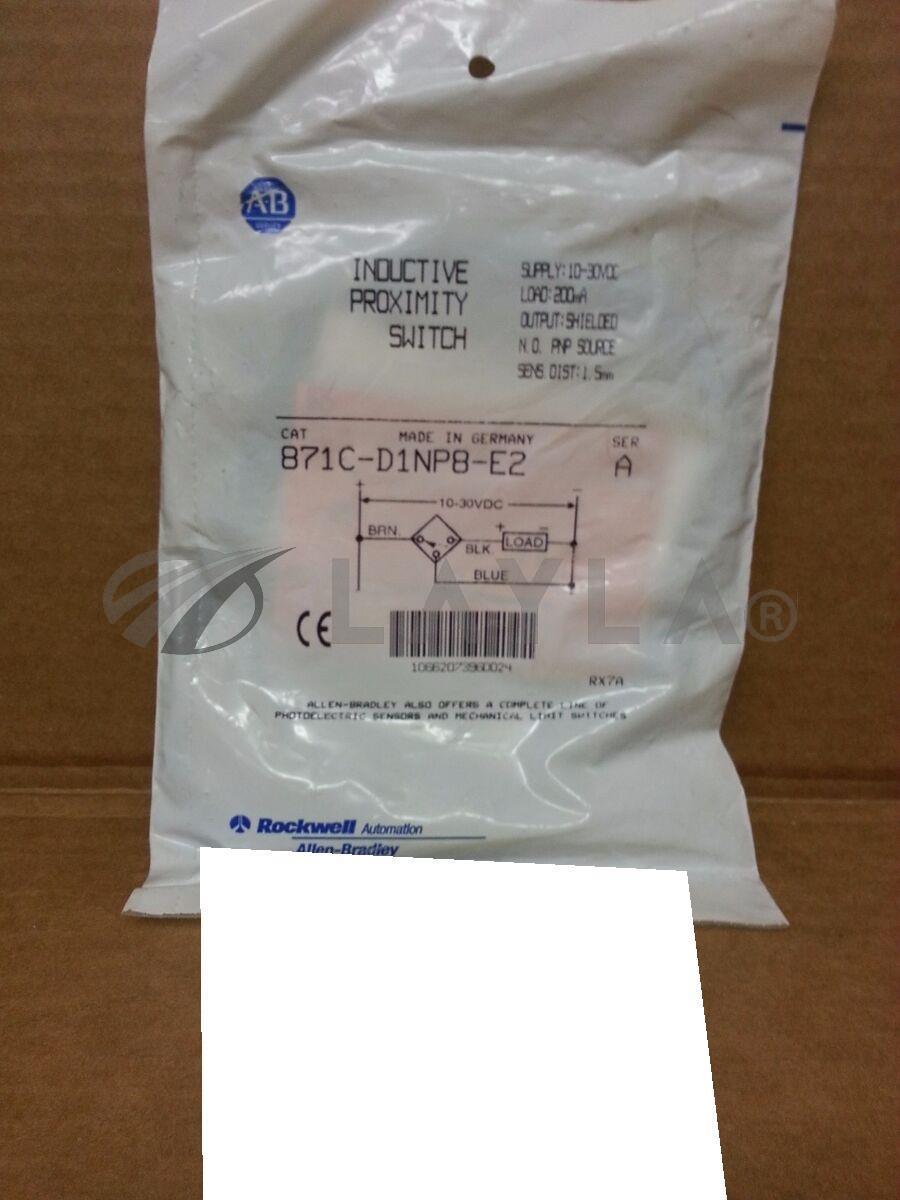 AB
INDUCTIVE
PROXIMITY
SWITCH
SUPPLY:10-30VDC
LOAD:200mA
OUTPUT:SHIELDED
N.O. PNP SOURCE
SENS.DIST:1.5mm
CAT MADE IN GERMANY SER
871C-D1NP8-E2 A
+ −
10-30VDC
BRN.
+ −
BLK. LOAD
BLUE
CE
LAYLA®
10662073960024
RX7A
ALLEN-BRADLEY ALSO OFFERS A COMPLETE LINE OF
PHOTOELECTRIC SENSORS AND MECHANICAL LIMIT SWITCHES
Rockwell Automation
Allen-Bradley